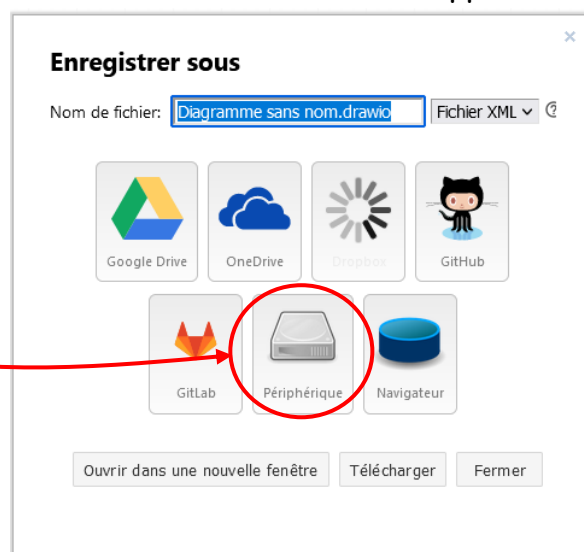 Enregistrer sous
Nom de fichier: Diagramme sans nom.drawio Fichier XML
Google Drive OneDrive Dropbox GitHub
GitLab Périphérique Navigateur
Ouvrir dans une nouvelle fenêtre Télécharger Fermer